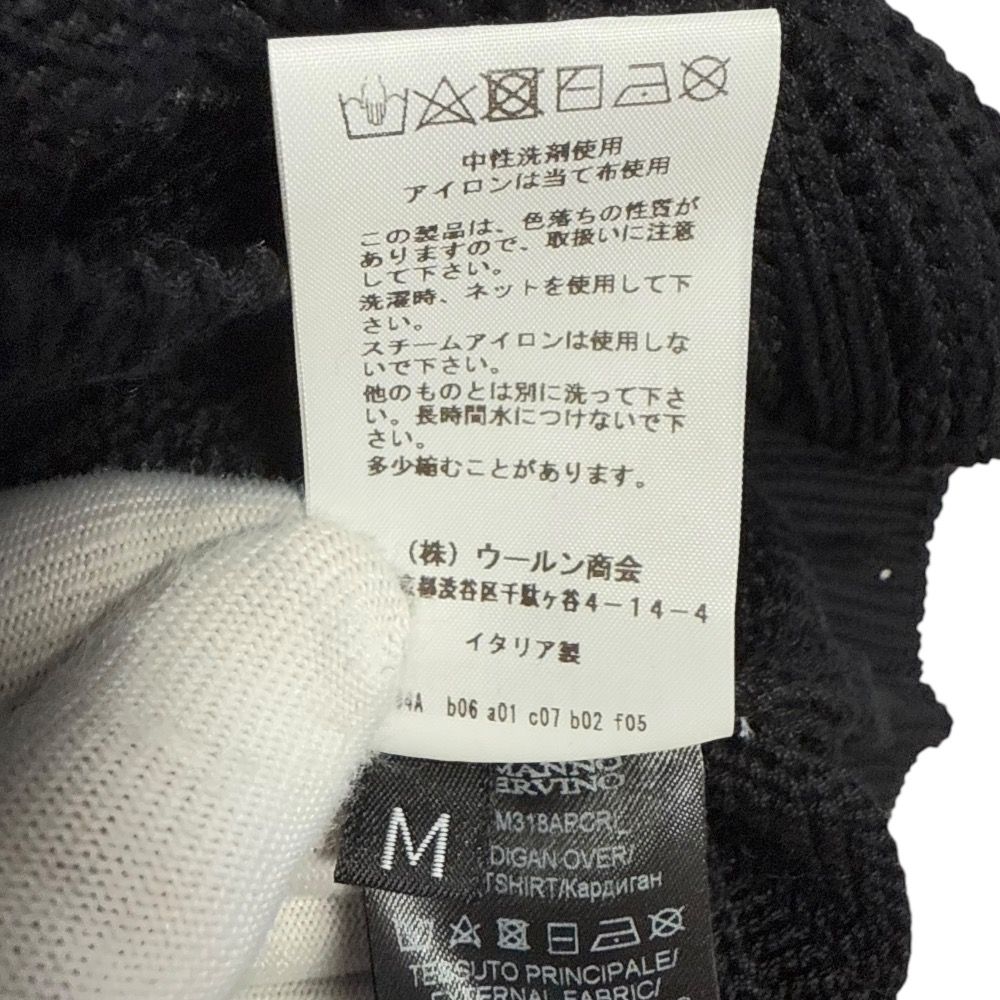 中性洗剤使用
アイロンは当て布使用
この製品は、色落ちの性質が
ありますので、取扱いに注意
して下さい。
洗濯時、ネットを使用して下
さい。
スチームアイロンは使用しな
いで下さい。
他のものとは別に洗って下さ
い。長時間水につけないで下
さい。
多少縮むことがあります。
(株) ウールン商会
都渋谷区千駄ヶ谷4-14-4
イタリア製
b06 a01 c07 b02 f05
M
MANNO
ERVINO
DIGAN OVER/
TSHIRT/Кардиган
TESSUTO PRINCIPALE/
FABRIC/